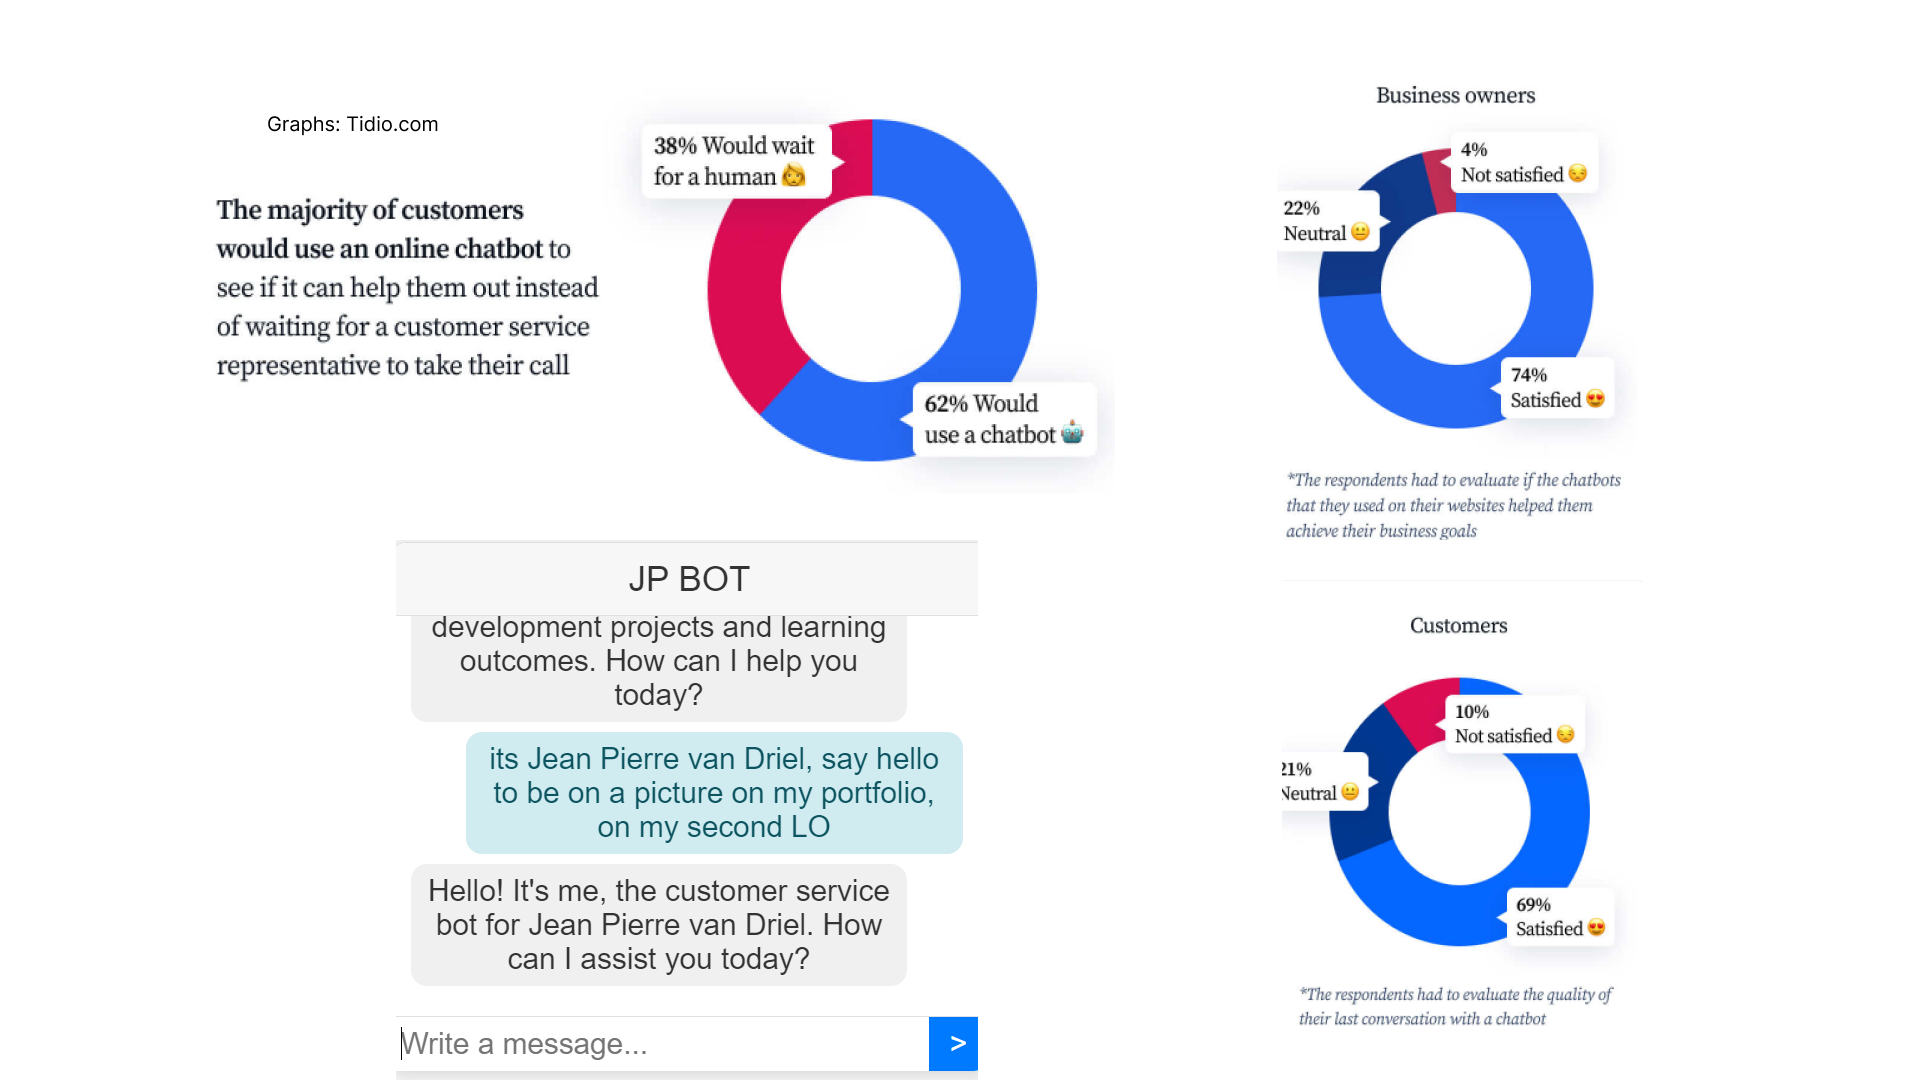 Graphs: Tidio.com
The majority of customers
would use an online chatbot to
see if it can help them out instead
of waiting for a customer service
representative to take their call
38% Would wait
for a human
62% Would
use a chatbot
Business owners
4%
Not satisfied
22%
Neutral
74%
Satisfied
*The respondents had to evaluate if the chatbots
that they used on their websites helped them
achieve their business goals
JP BOT
development projects and learning
outcomes. How can I help you
today?
its Jean Pierre van Driel, say hello
to be on a picture on my portfolio,
on my second LO
Hello! It's me, the customer service
bot for Jean Pierre van Driel. How
can I assist you today?
Write a message...
>
Customers
10%
Not satisfied
21%
Neutral
69%
Satisfied
*The respondents had to evaluate the quality of
their last conversation with a chatbot